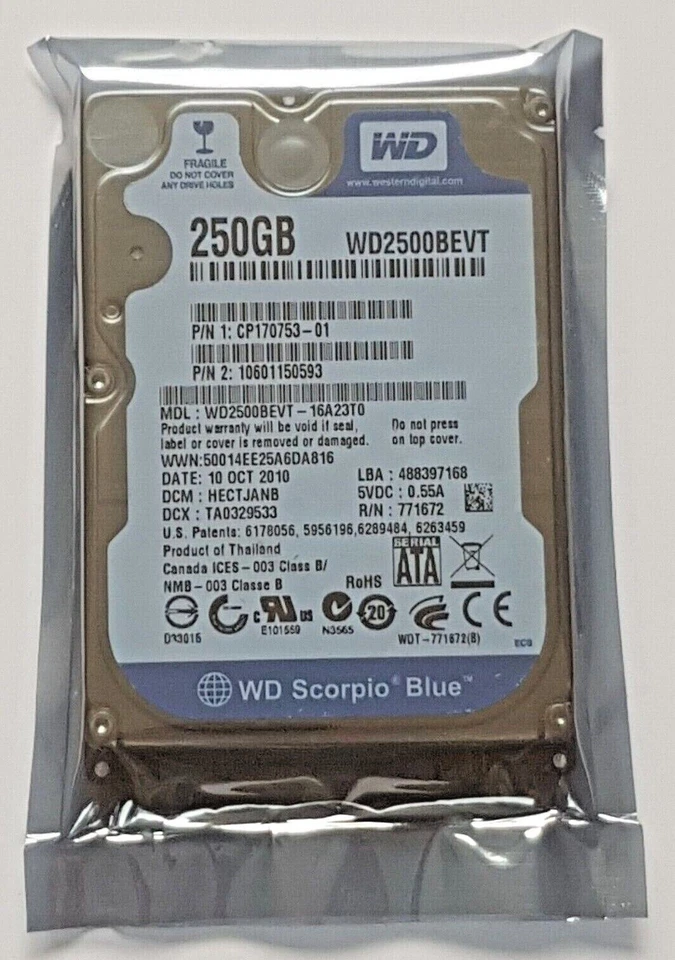 FRAGILE
DO NOT COVER
ANY DRIVE HOLES
WD
www.westerndigital.com
250GB WD2500BEVT
P/N 1: CP170753-01
P/N 2: 10601150593
MDL : WD2500BEVT-16A23T0
Product warranty will be void if seal, Do not press
label or cover is removed or damaged. on top cover.
WWN:50014EE25A6DA816
DATE: 10 OCT 2010 LBA : 488397168
DCM : HECTJANB 5VDC : 0.55A
DCX : TA0329533 R/N : 771672
U.S. Patents: 6178056, 5956196,6289484, 6263459
Product of Thailand
Canada ICES-003 Class B/
NMB-003 Classe B RoHS
SERIAL
ATA
c US
20
CE
D33015 E101559 N3565 WDT-771672(B)
WD Scorpio® Blue™